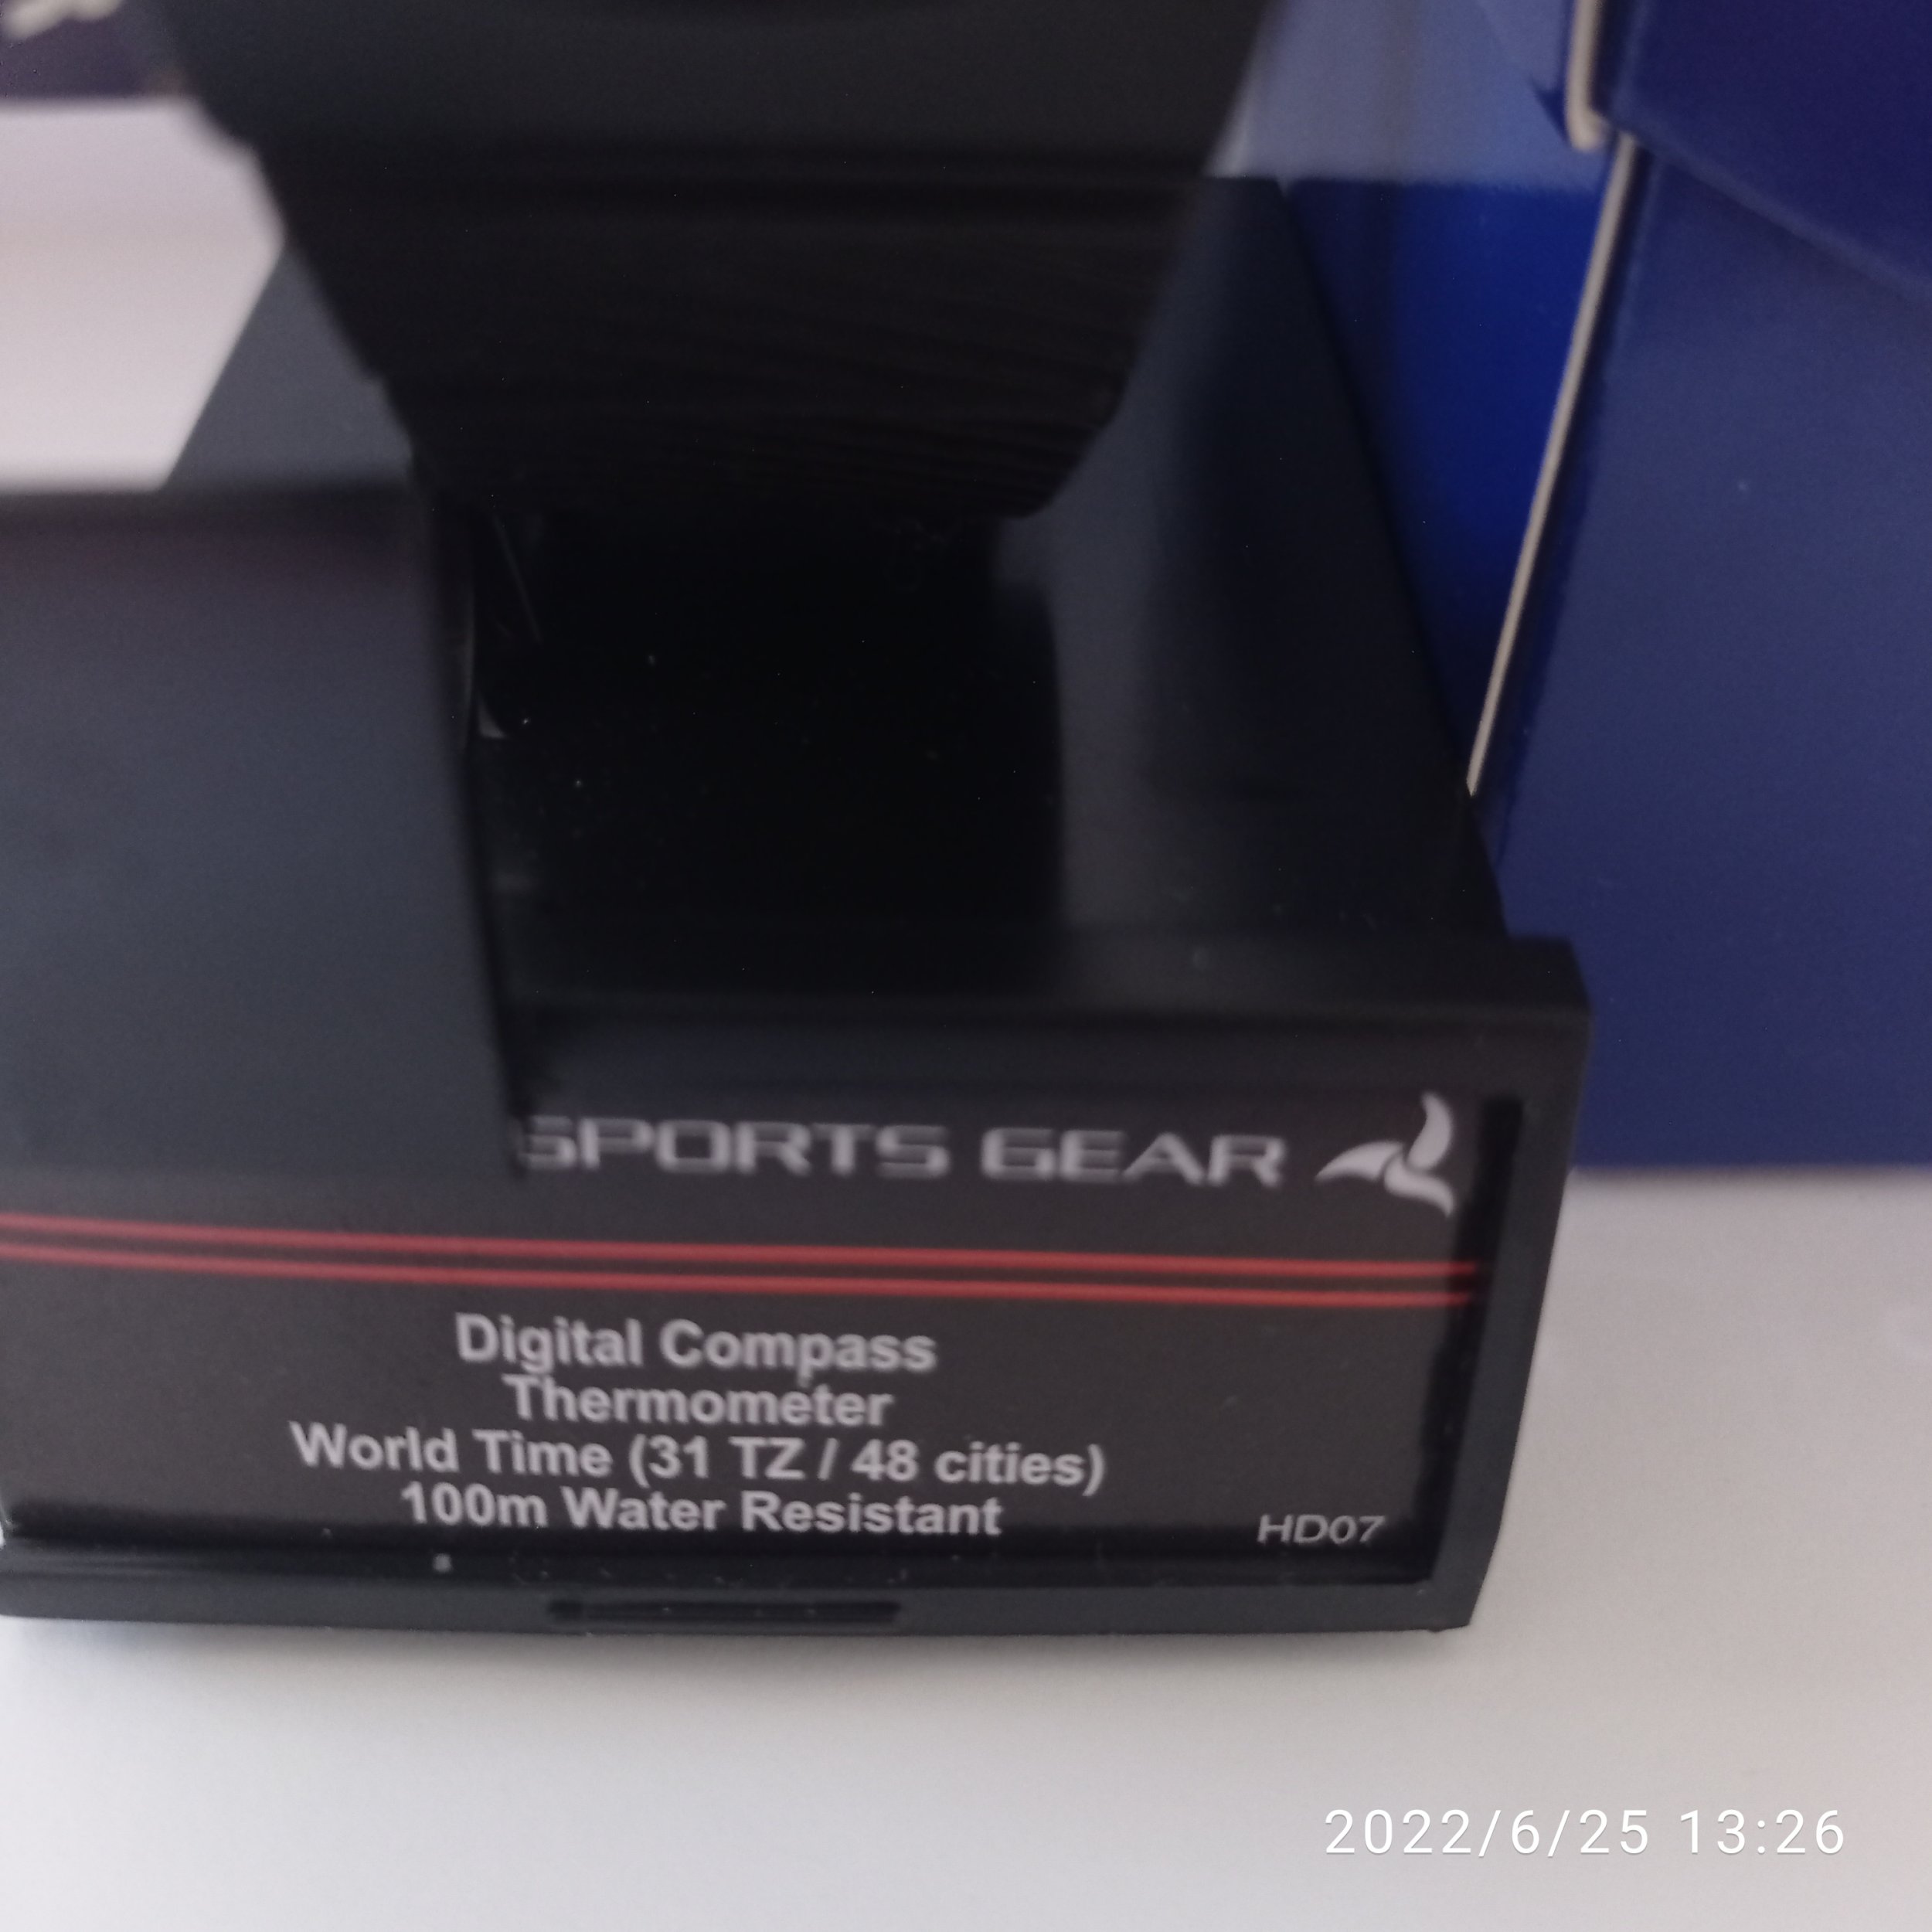 SPORTS GEAR
Digital Compass
Thermometer
World Time (31 TZ / 48 cities)
100m Water Resistant
HD07
2022/6/25 13:26